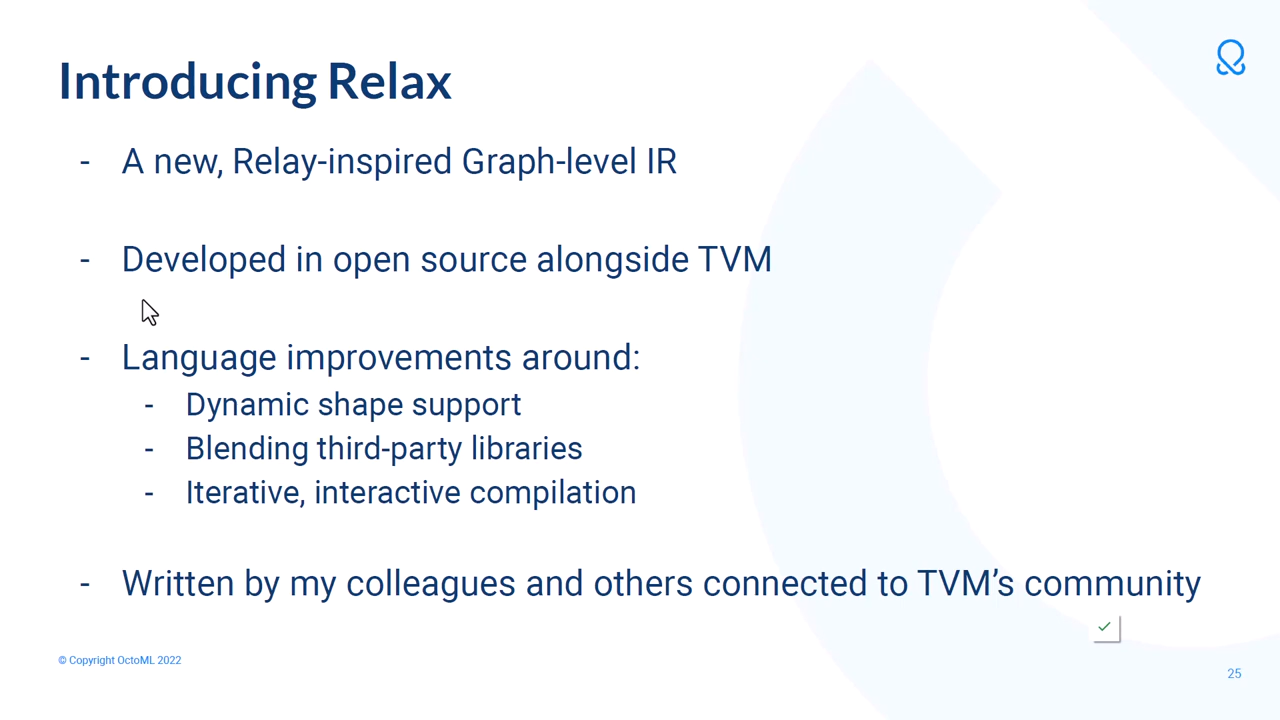 Introducing Relax
- A new, Relay-inspired Graph-level IR
- Developed in open source alongside TVM
- Language improvements around:
- Dynamic shape support
- Blending third-party libraries
- Iterative, interactive compilation
- Written by my colleagues and others connected to TVM’s community
© Copyright OctoML 2022
25